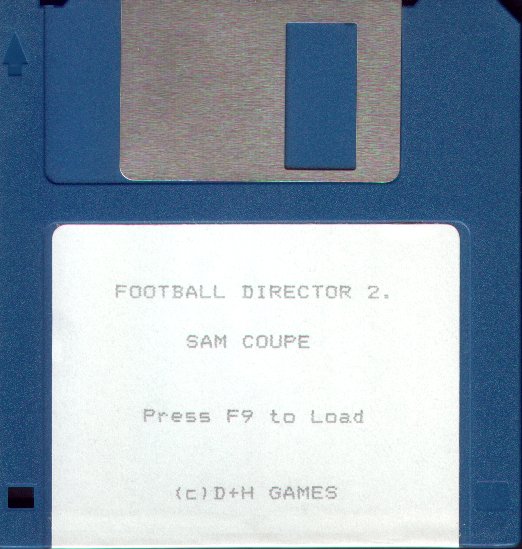 FOOTBALL DIRECTOR 2.
SAM COUPE
Press F9 to Load
(c)D+H GAMES